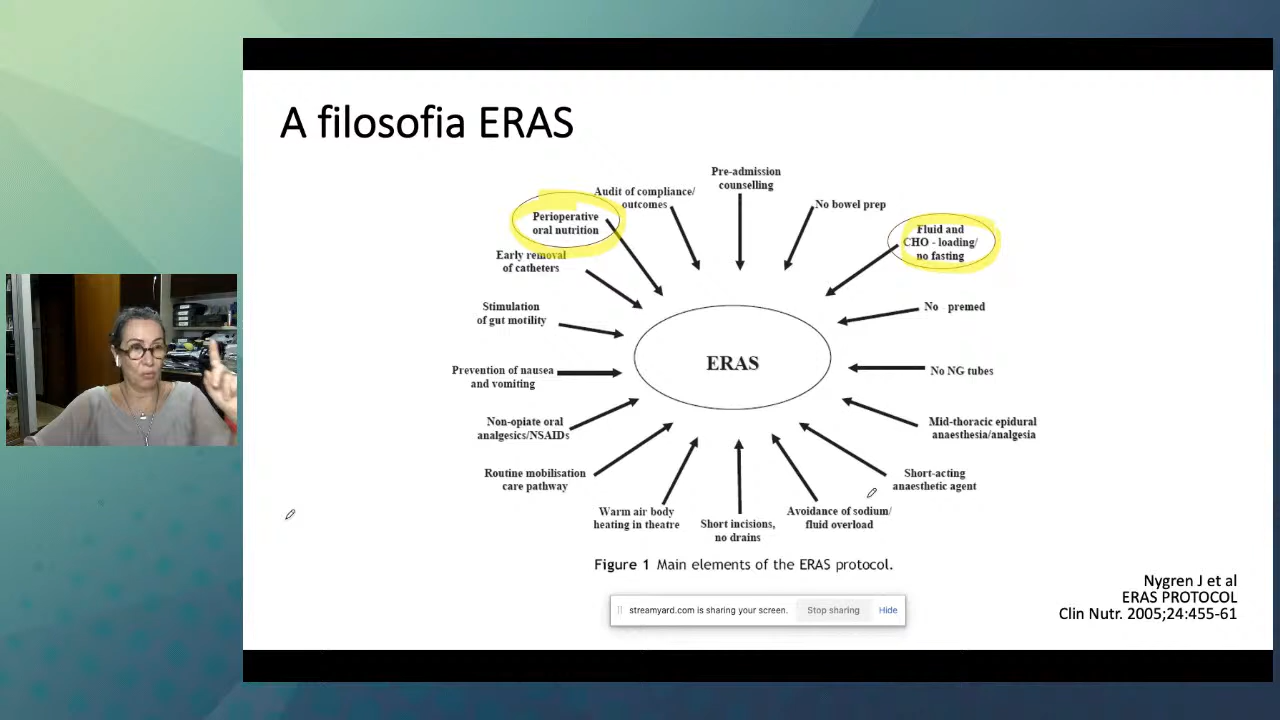 A filosofia ERAS
Pre-admission
counselling
Audit of compliance/
outcomes
No bowel prep
Perioperative
oral nutrition
Fluid and
CHO - loading/
no fasting
Early removal
of catheters
Stimulation
of gut motility
No premed
ERAS
Prevention of nausea
and vomiting
No NG tubes
Non-opiate oral
analgesics/NSAIDs
Mid-thoracic epidural
anaesthesia/analgesia
Routine mobilisation
care pathway
Short-acting
anaesthetic agent
Warm air body
heating in theatre
Short incisions,
no drains
Avoidance of sodium/
fluid overload
Figure 1 Main elements of the ERAS protocol.
Nygren J et al
ERAS PROTOCOL
Clin Nutr. 2005;24:455-61
streamyard.com is sharing your screen. Stop sharing Hide